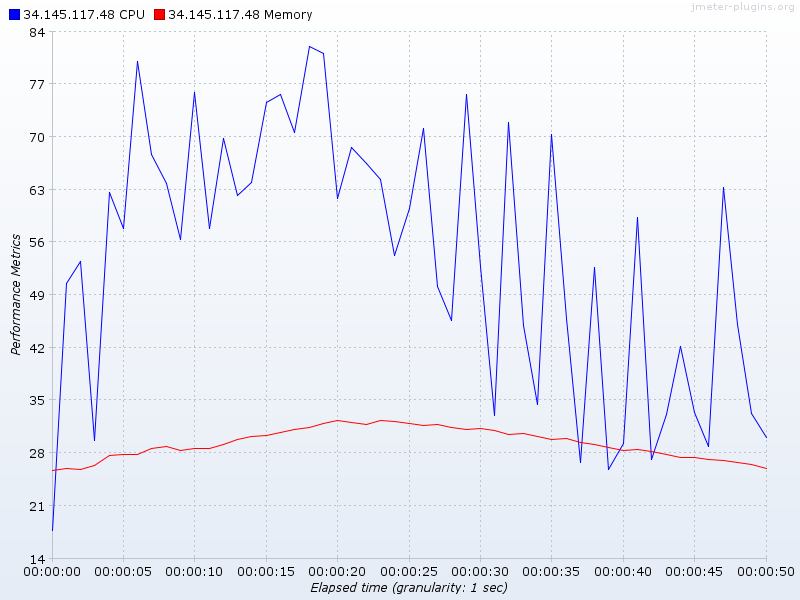 jmeter-plugins.org
34.145.117.48 CPU 34.145.117.48 Memory
84
77
70
63
56
49
42
35
28
21
14
Performance Metrics
00:00:00 00:00:05 00:00:10 00:00:15 00:00:20 00:00:25 00:00:30 00:00:35 00:00:40 00:00:45 00:00:50
Elapsed time (granularity: 1 sec)